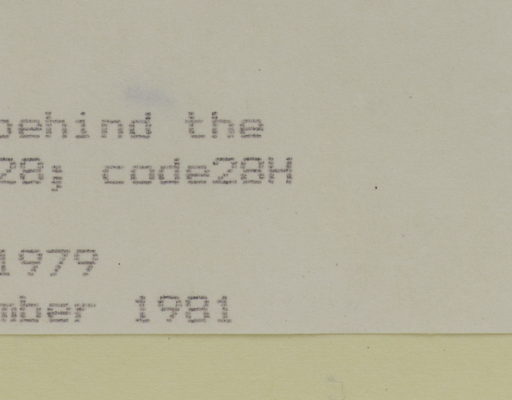 behind the
28; code28H
1979
mber 1981